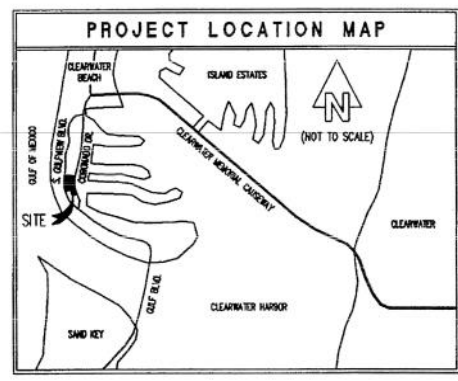 PROJECT LOCATION MAP
CLEARWATER
BEACH
ISLAND ESTATES
N
(NOT TO SCALE)
GULF OF MEXICO
S. GULFVIEW BLVD.
CORONADO DR.
CLEARWATER MEMORIAL CAUSEWAY
SITE
CLEARWATER
GULF BLVD.
CLEARWATER HARBOR
SAND KEY